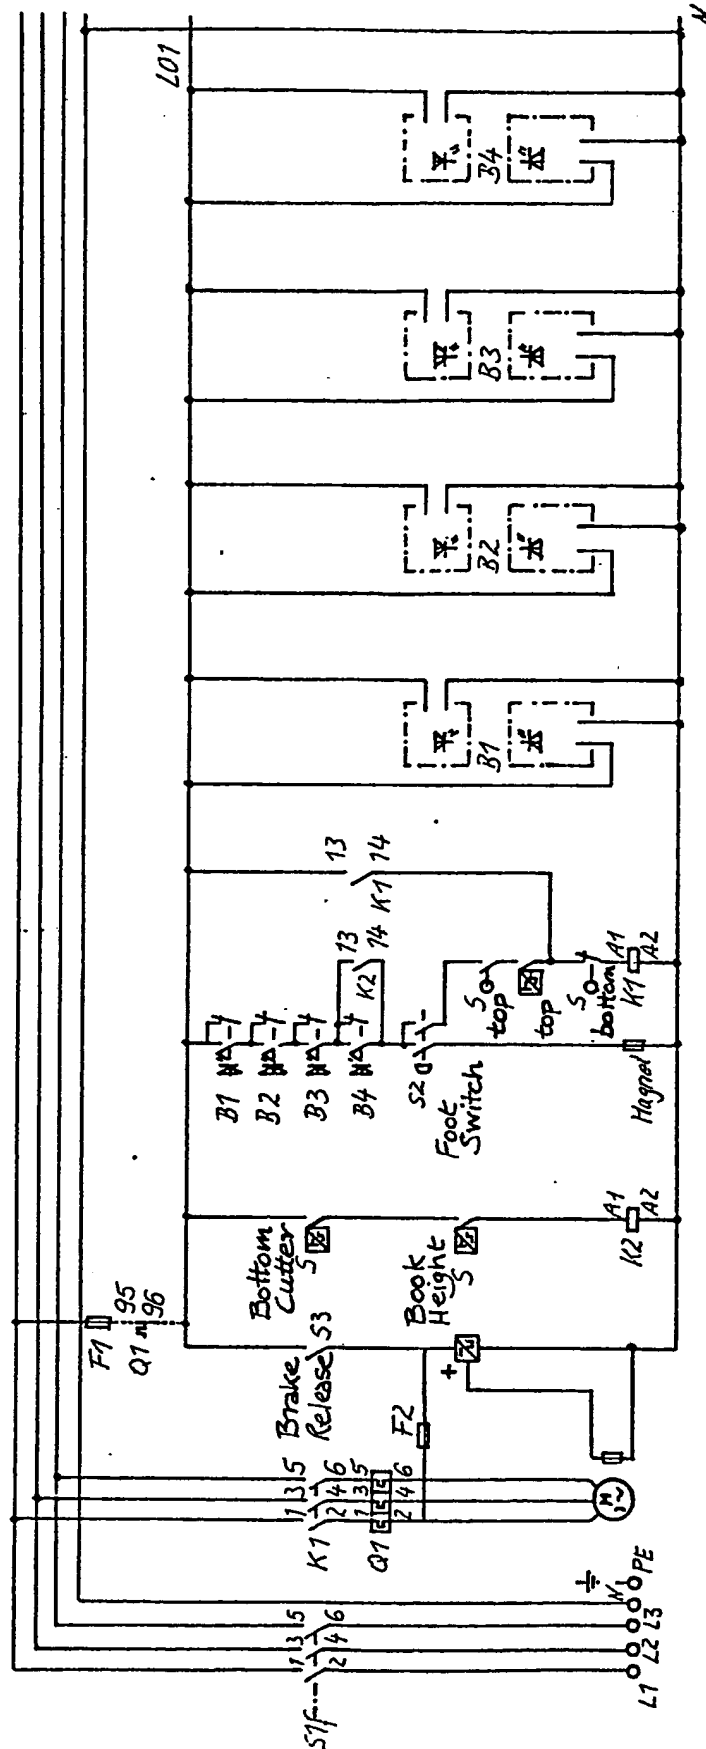 L1
L2
L3
N
PE
S1
1
2
3
4
5
6
K1
1
2
3
4
5
6
Q1
1
2
3
4
5
6
M
~
F2
F1
Q1
95
96
Brake
Release
S3
+
Bottom
Cutter
S
Book
Height
S
K2
A1
A2
B1
B2
B3
B4
K2
13
14
S2
Foot
Switch
Magnet
S
top
top
S
bottom
K1
A1
A2
13
14
K1
B1
B2
B3
B4
L01
N